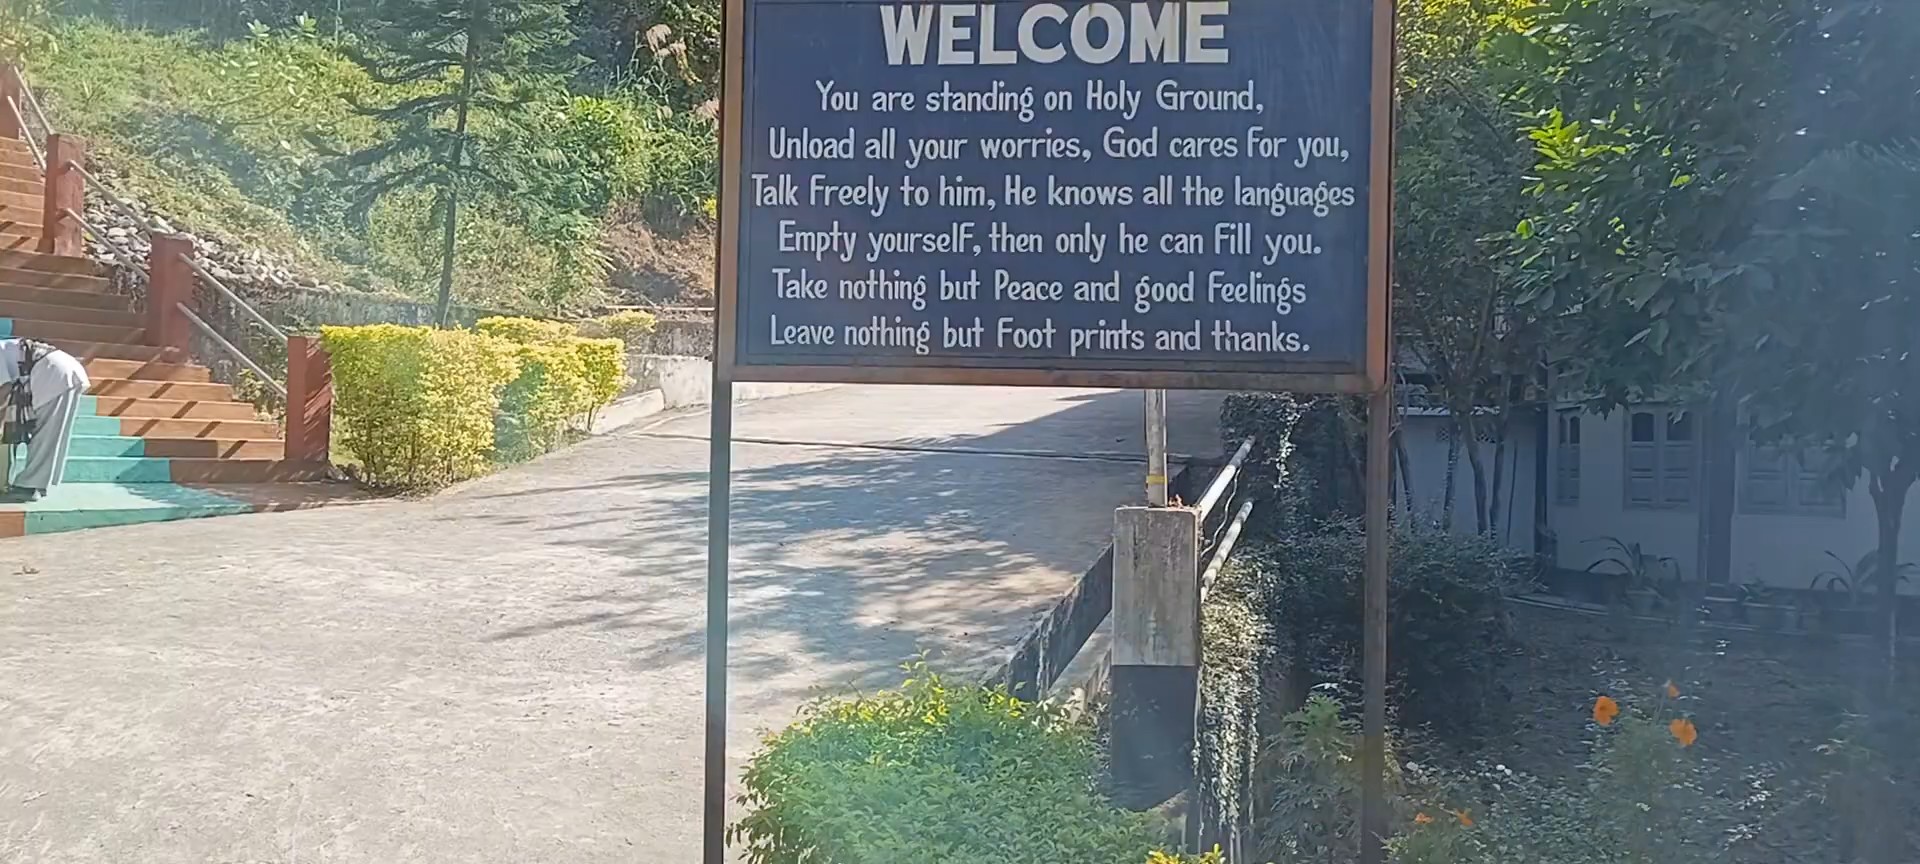 WELCOME
You are standing on Holy Ground,
Unload all your worries, God cares For you,
Talk Freely to him, He knows all the languages
Empty yourselF, then only he can Fill you.
Take nothing but Peace and good Feelings
Leave nothing but Foot prints and thanks.